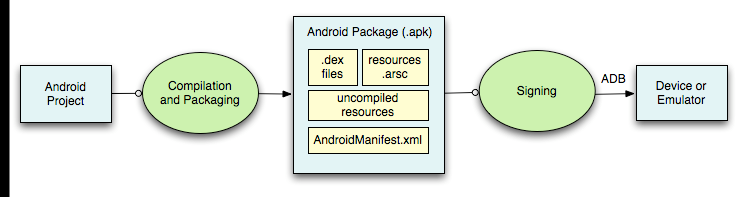 Android
Project
Compilation
and Packaging
Android Package (.apk)
.dex
files
resources
.arsc
uncompiled
resources
AndroidManifest.xml
Signing
ADB
Device or
Emulator